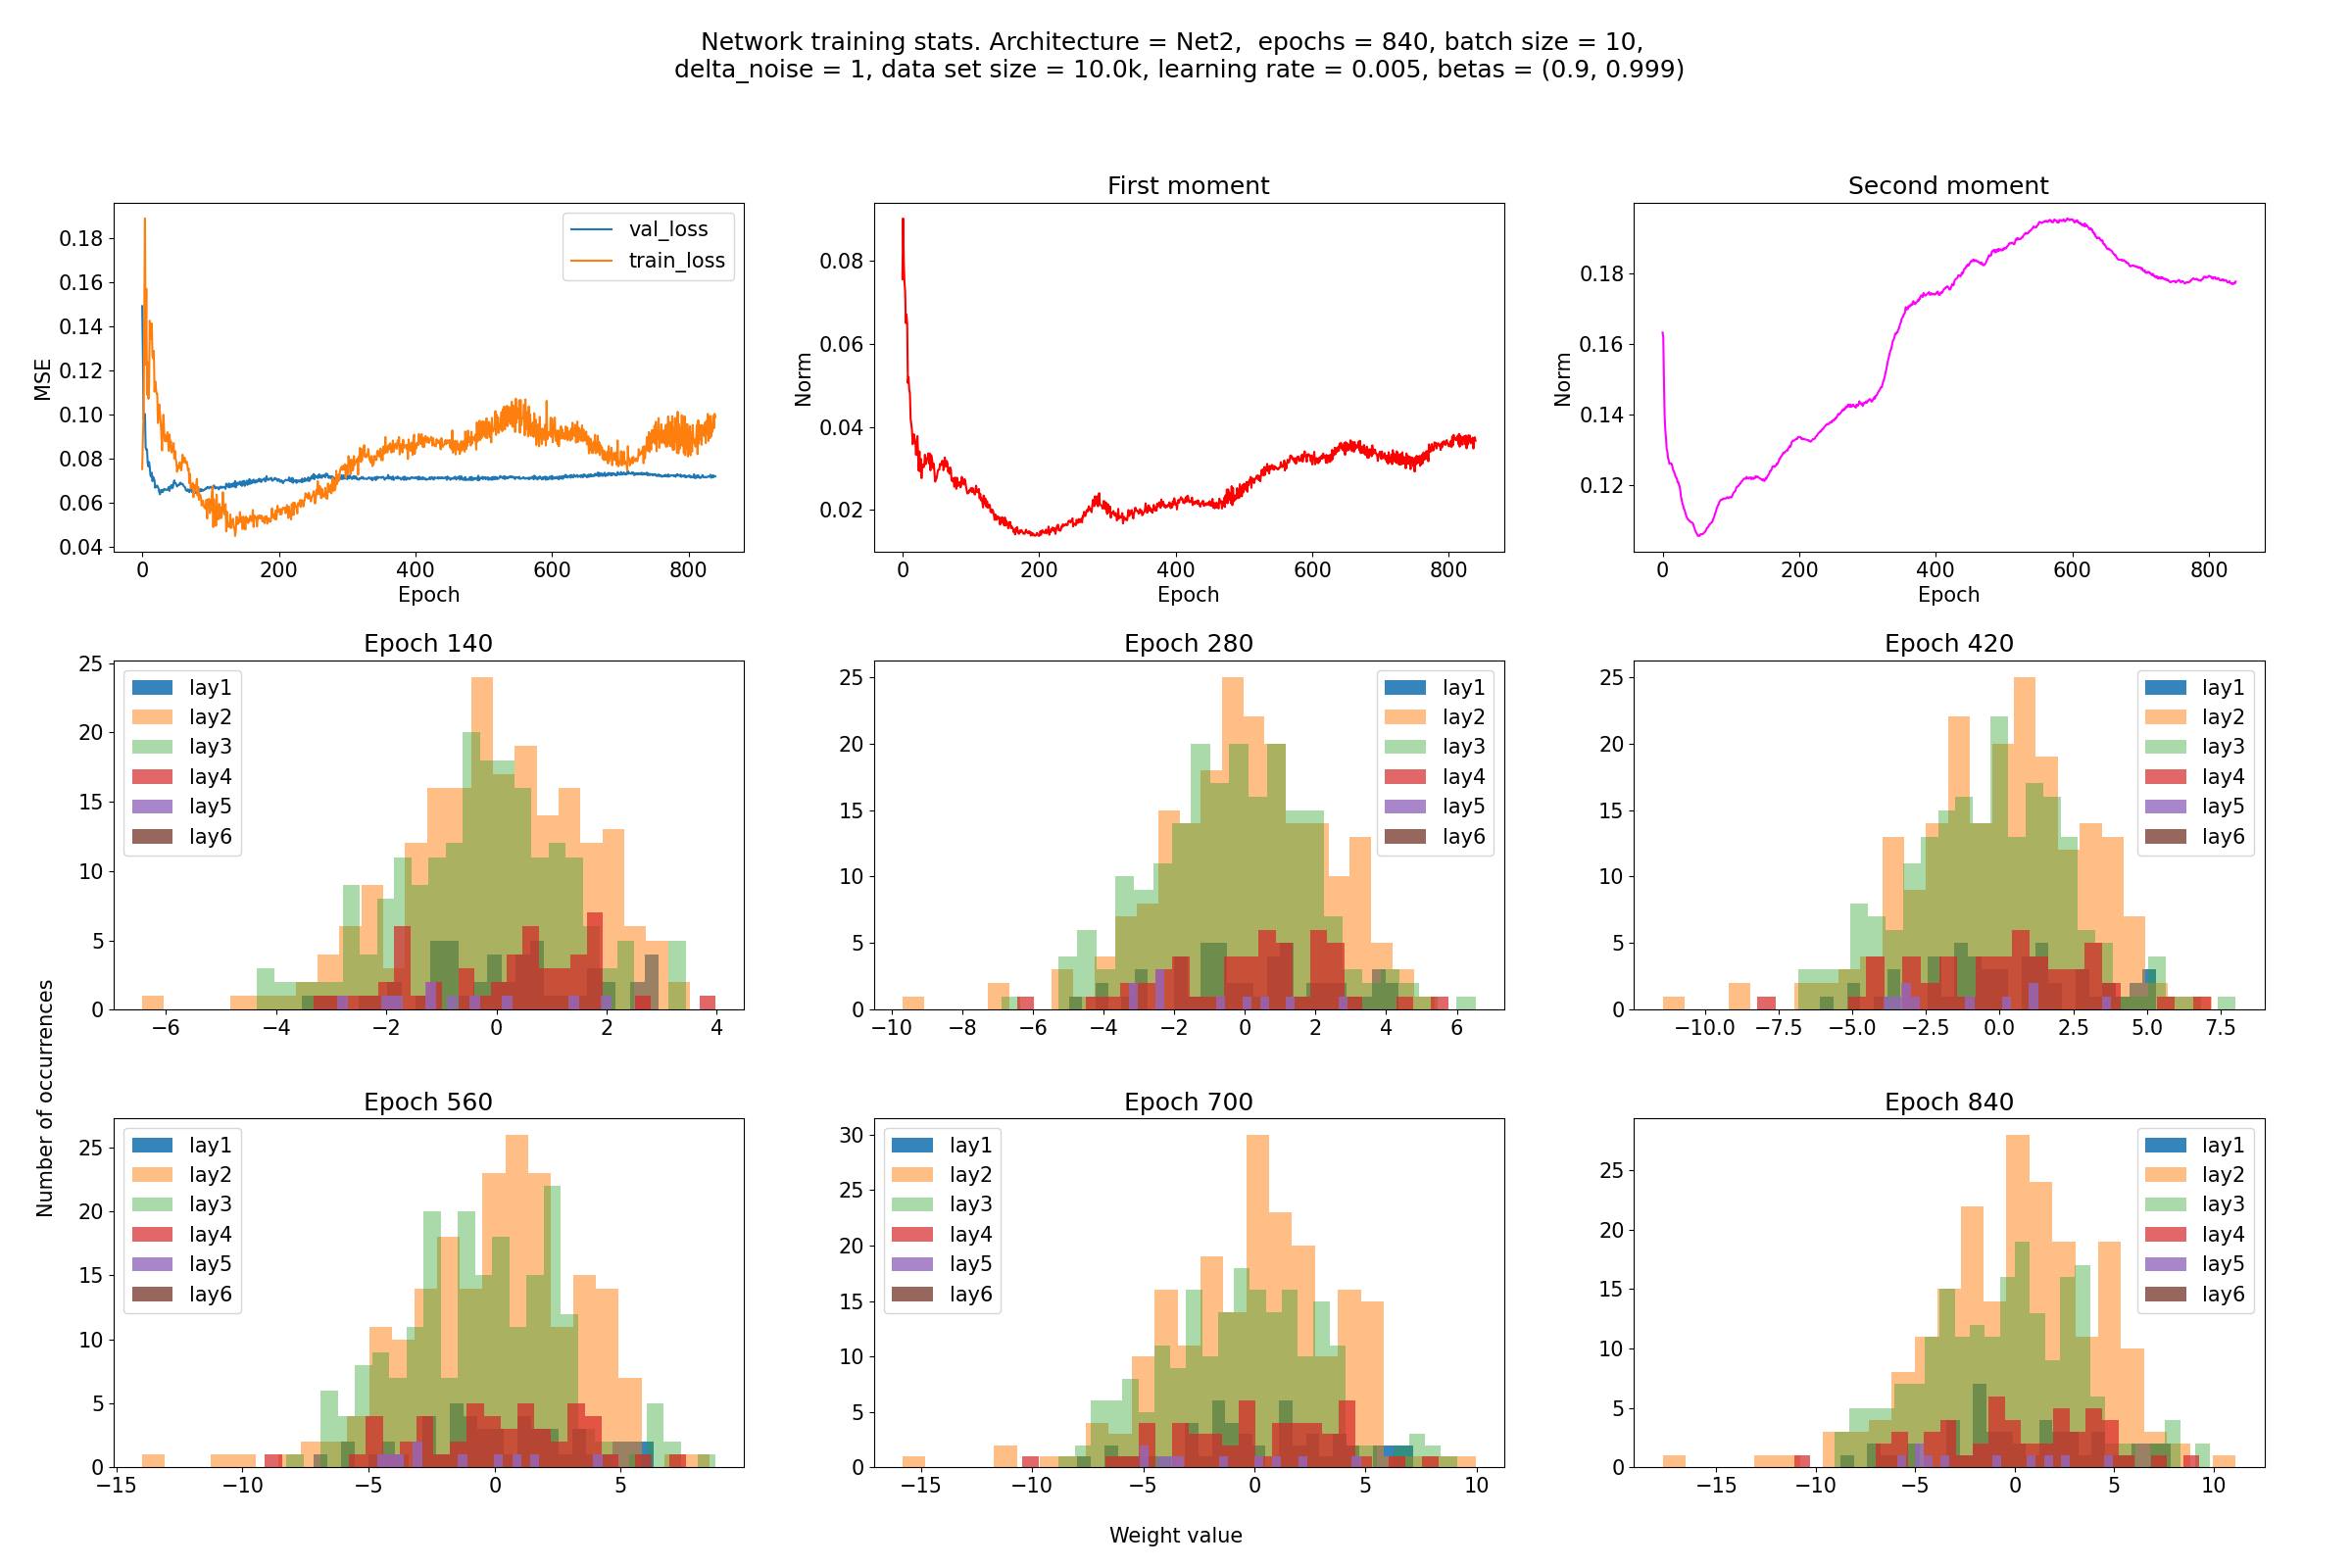 Network training stats. Architecture = Net2,  epochs = 840, batch size = 10,
delta_noise = 1, data set size = 10.0k, learning rate = 0.005, betas = (0.9, 0.999)
MSE
0.18
0.16
0.14
0.12
0.10
0.08
0.06
0.04
val_loss
train_loss
0 200 400 600 800
Epoch
First moment
Norm
0.08
0.06
0.04
0.02
0 200 400 600 800
Epoch
Second moment
Norm
0.18
0.16
0.14
0.12
0 200 400 600 800
Epoch
Number of occurrences
Epoch 140
25
20
15
10
5
0
lay1
lay2
lay3
lay4
lay5
lay6
−6 −4 −2 0 2 4
Epoch 280
25
20
15
10
5
0
lay1
lay2
lay3
lay4
lay5
lay6
−10 −8 −6 −4 −2 0 2 4 6
Epoch 420
25
20
15
10
5
0
lay1
lay2
lay3
lay4
lay5
lay6
−10.0 −7.5 −5.0 −2.5 0.0 2.5 5.0 7.5
Epoch 560
25
20
15
10
5
0
lay1
lay2
lay3
lay4
lay5
lay6
−15 −10 −5 0 5
Epoch 700
30
25
20
15
10
5
0
lay1
lay2
lay3
lay4
lay5
lay6
−15 −10 −5 0 5 10
Epoch 840
25
20
15
10
5
0
lay1
lay2
lay3
lay4
lay5
lay6
−15 −10 −5 0 5 10
Weight value